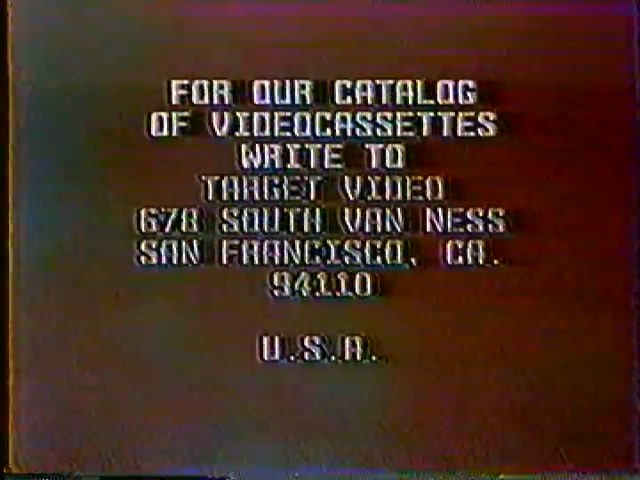 FOR OUR CATALOG
OF VIDEOCASSETTES
WRITE TO
TARGET VIDEO
678 SOUTH VAN NESS
SAN FRANCISCO, CA.
94110
U.S.A.